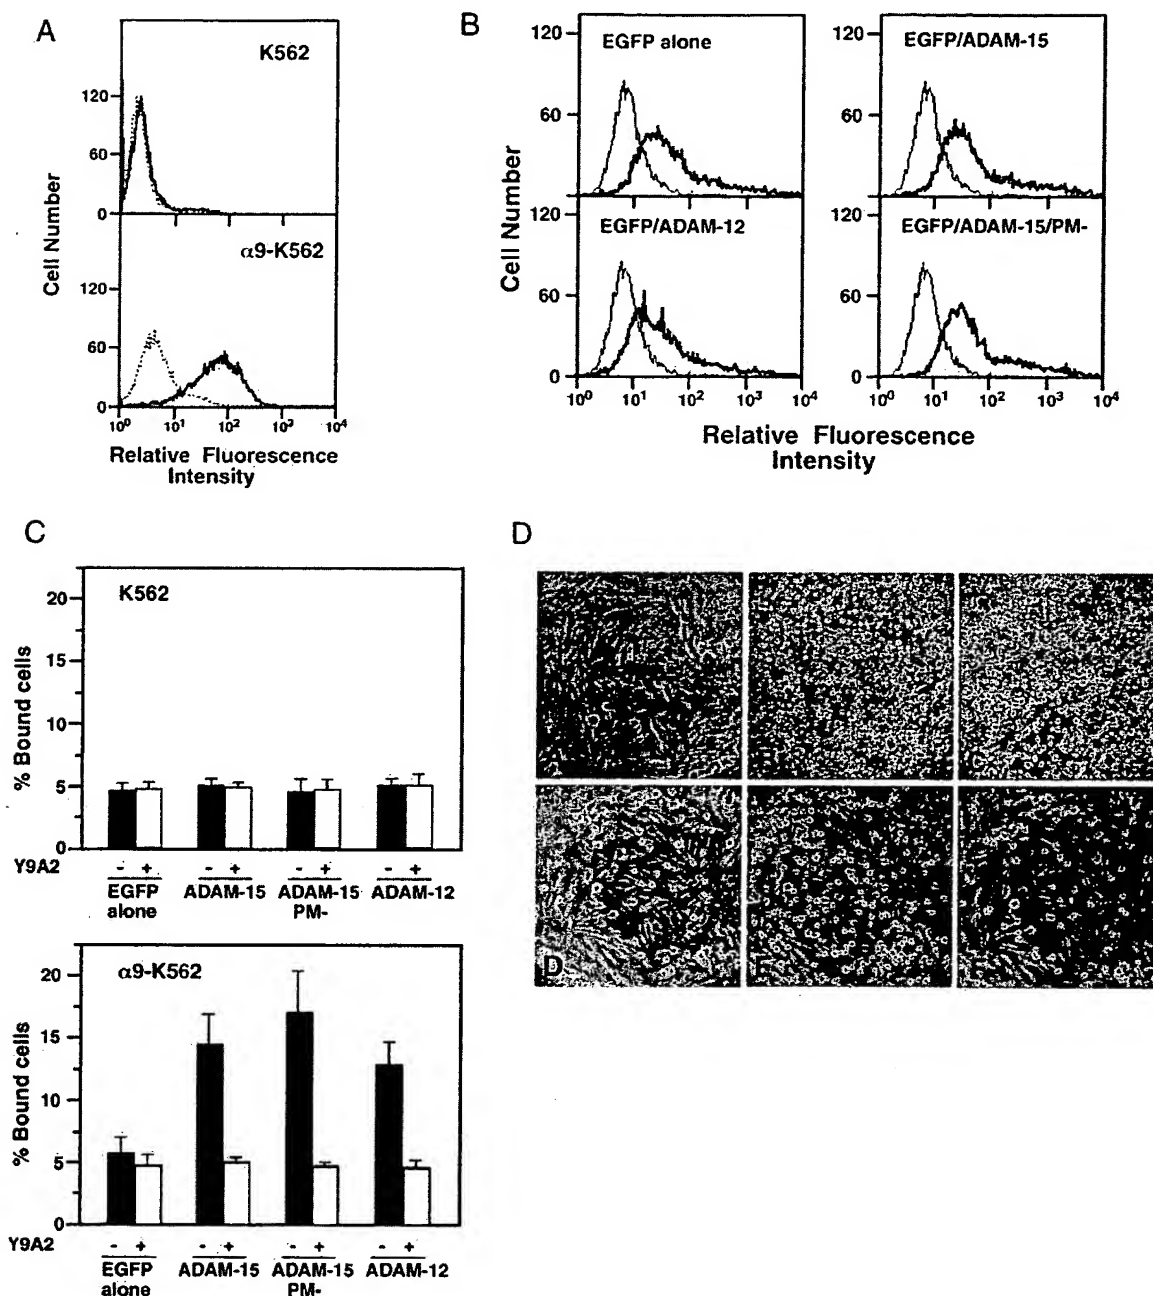 A
K562
120
60
0
α9-K562
120
60
0
10⁰ 10¹ 10² 10³ 10⁴
Cell Number
Relative Fluorescence
Intensity
B
EGFP alone
EGFP/ADAM-15
120
60
120
60
EGFP/ADAM-12
EGFP/ADAM-15/PM-
120
60
0
120
60
0
10⁰ 10¹ 10² 10³ 10⁴
10⁰ 10¹ 10² 10³ 10⁴
Cell Number
Relative Fluorescence
Intensity
C
K562
20
15
10
5
0
% Bound cells
Y9A2 - + - + - + - +
EGFP alone
ADAM-15
ADAM-15 PM-
ADAM-12
α9-K562
20
15
10
5
0
% Bound cells
Y9A2 - + - + - + - +
EGFP alone
ADAM-15
ADAM-15 PM-
ADAM-12
D
D